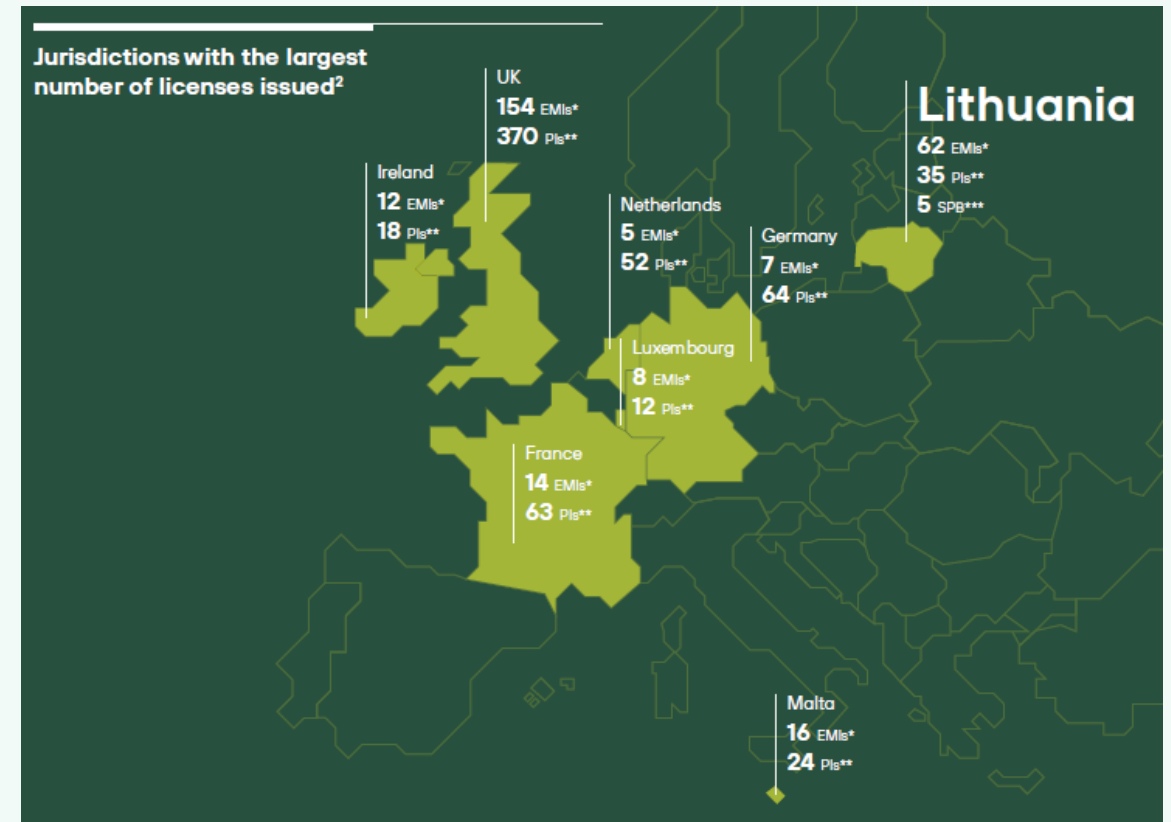 Jurisdictions with the largest
number of licenses issued²
UK
154 EMIs*
370 PIs**
Lithuania
62 EMIs*
35 PIs**
5 SPB***
Ireland
12 EMIs*
18 PIs**
Netherlands
5 EMIs*
52 PIs**
Germany
7 EMIs*
64 PIs**
Luxembourg
8 EMIs*
12 PIs**
France
14 EMIs*
63 PIs**
Malta
16 EMIs*
24 PIs**